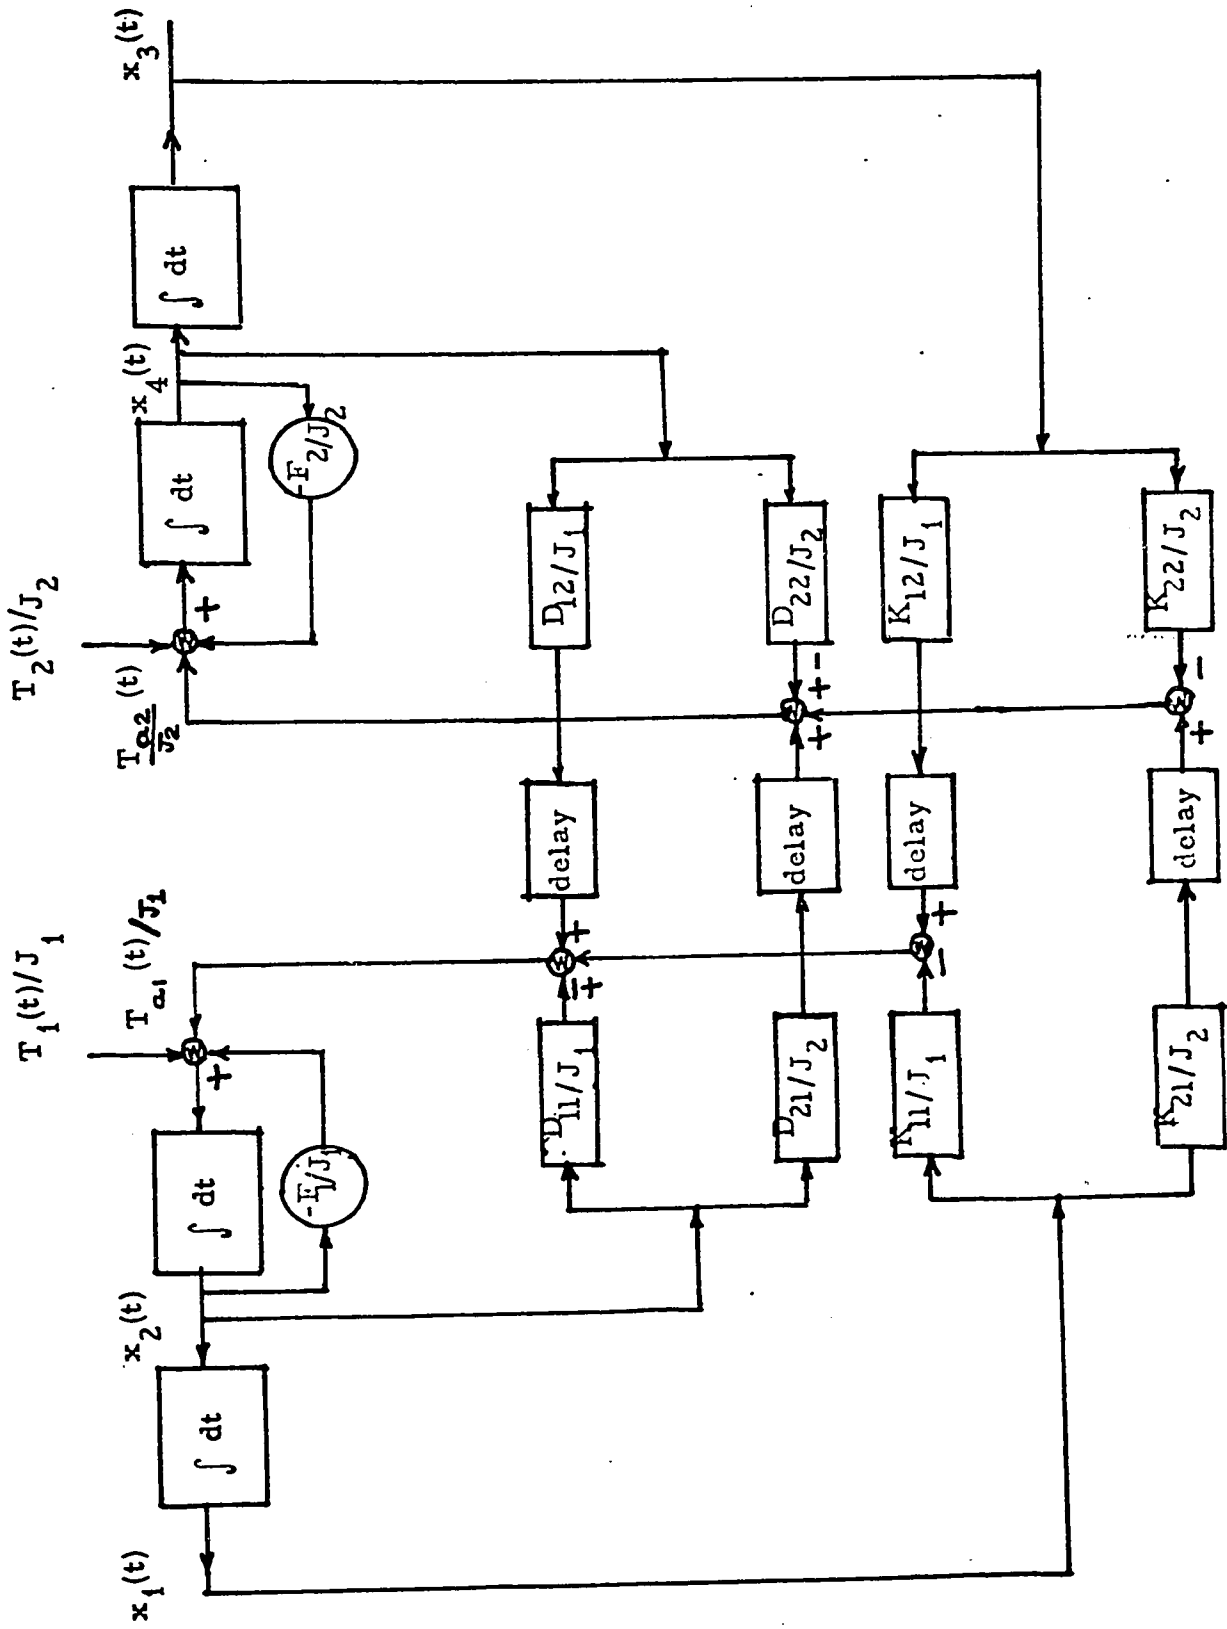 T1(t)/J1
T2(t)/J2
x1(t)
∫ dt
x2(t)
∫ dt
-F1/J1
+
Ta1(t)/J1
Ta2(t)
J2
+
∫ dt
-F2/J2
x4(t)
∫ dt
x3(t)
D11/J1
-
+
+
delay
D12/J1
D21/J2
delay
+
+
-
D22/J2
K11/J1
-
+
delay
K12/J1
K21/J2
delay
+
-
K22/J2